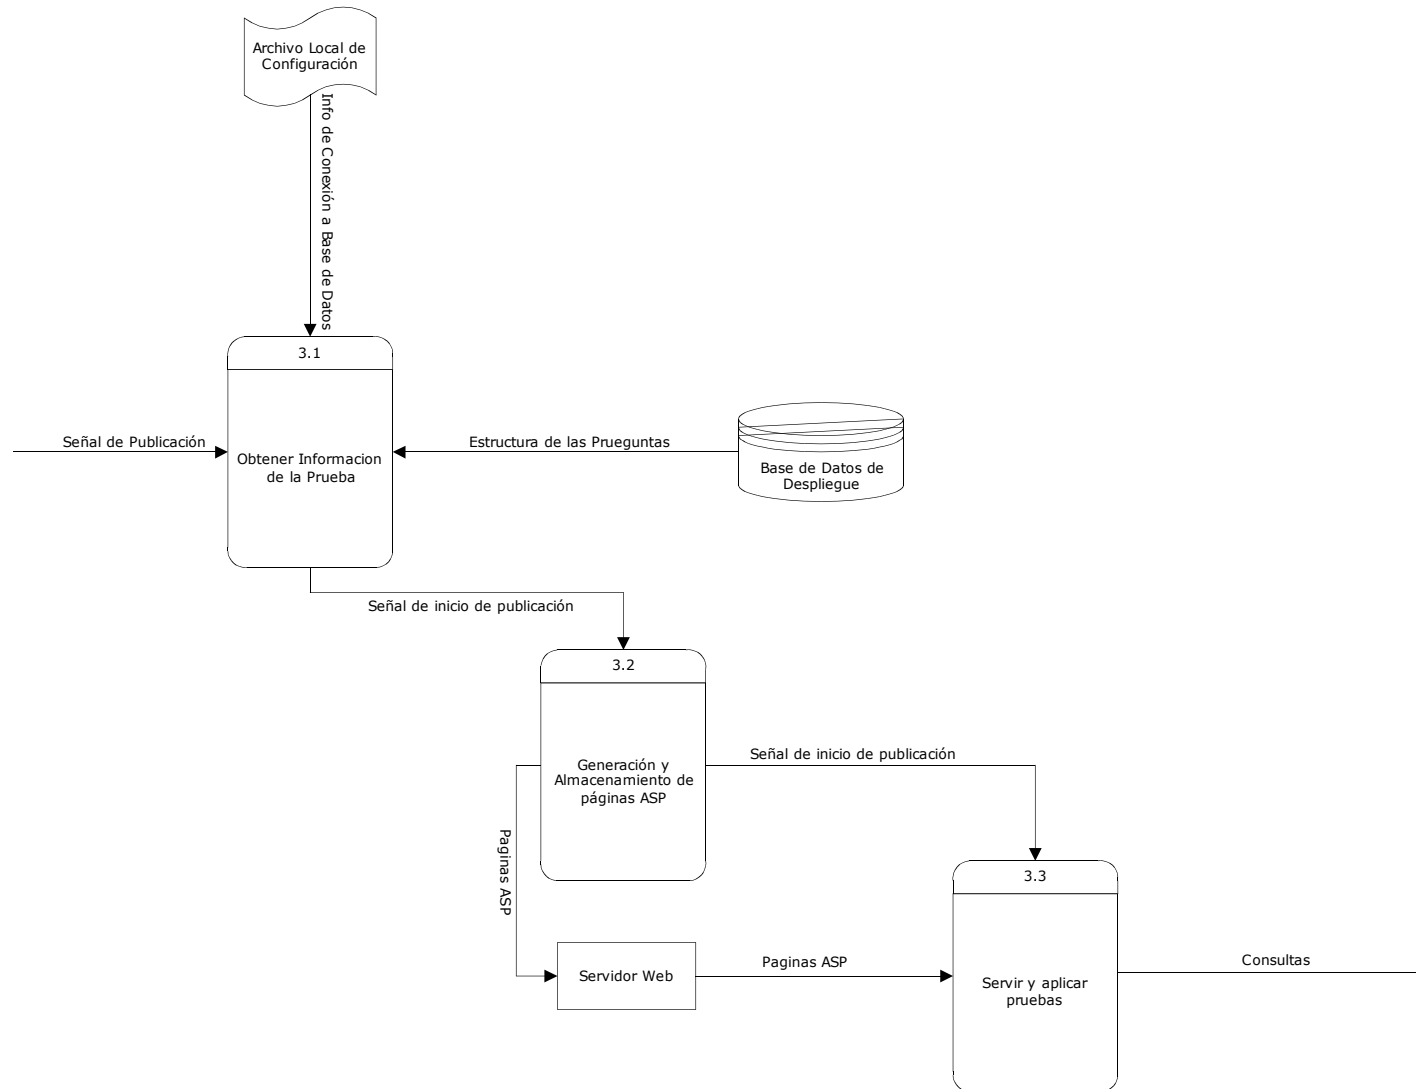 Archivo Local de
Configuración
Info de Conexión a Base de Datos
3.1
Señal de Publicación
Obtener Informacion
de la Prueba
Estructura de las Prueguntas
Base de Datos de
Despliegue
Señal de inicio de publicación
3.2
Generación y
Almacenamiento de
páginas ASP
Señal de inicio de publicación
Paginas ASP
3.3
Servidor Web
Paginas ASP
Servir y aplicar
pruebas
Consultas